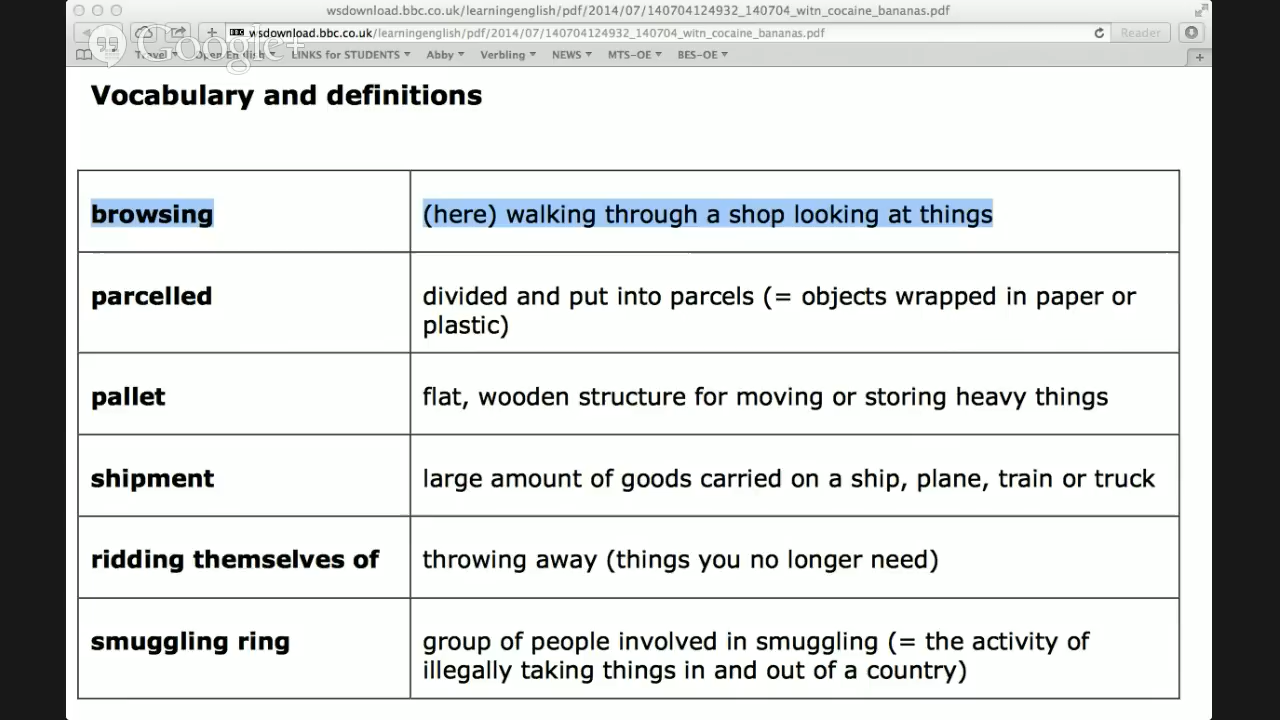 wsdownload.bbc.co.uk/learningenglish/pdf/2014/07/140704124932_140704_witn_cocaine_bananas.pdf
BBC wsdownload.bbc.co.uk/learningenglish/pdf/2014/07/140704124932_140704_witn_cocaine_bananas.pdf
Reader
Google+
Travel Open English LINKS for STUDENTS Abby Verbling NEWS MTS-OE BES-OE
Vocabulary and definitions
browsing
(here) walking through a shop looking at things
parcelled
divided and put into parcels (= objects wrapped in paper or
plastic)
pallet
flat, wooden structure for moving or storing heavy things
shipment
large amount of goods carried on a ship, plane, train or truck
ridding themselves of
throwing away (things you no longer need)
smuggling ring
group of people involved in smuggling (= the activity of
illegally taking things in and out of a country)